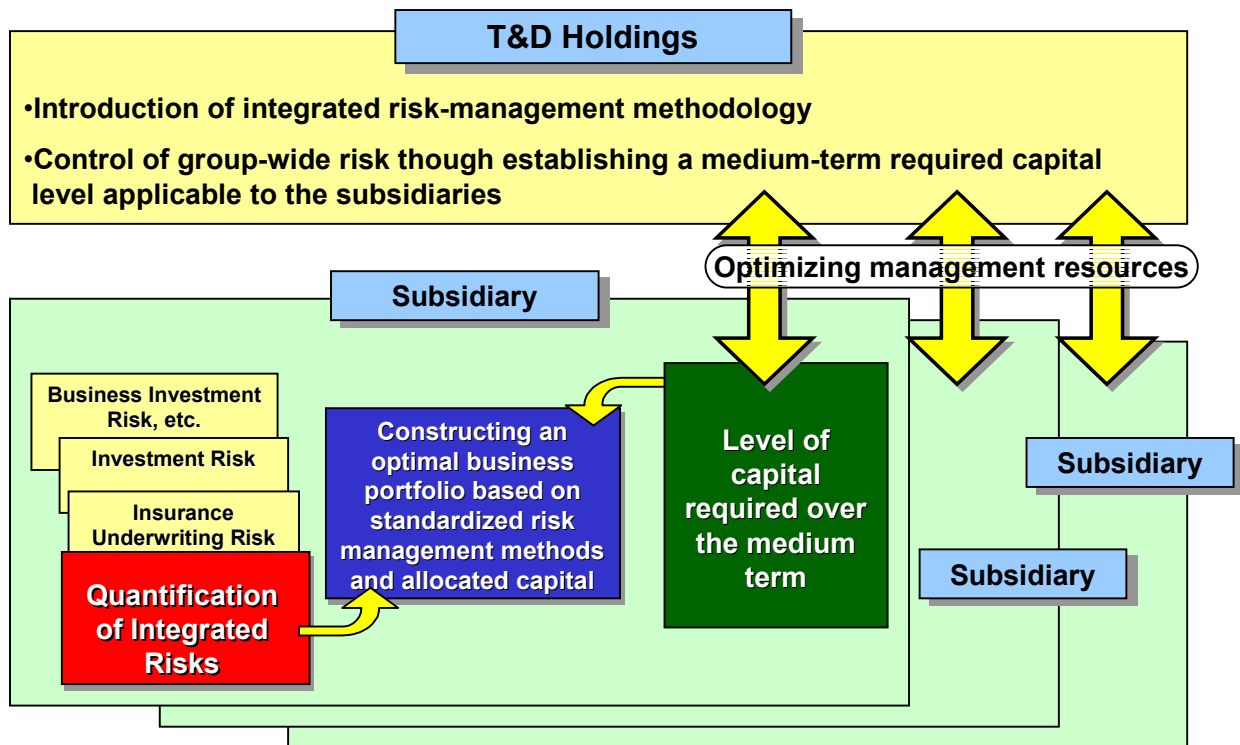 T&D Holdings
•Introduction of integrated risk-management methodology
•Control of group-wide risk though establishing a medium-term required capital
level applicable to the subsidiaries
Optimizing management resources
Subsidiary
Business Investment
Risk, etc.
Investment Risk
Insurance
Underwriting Risk
Quantification
of Integrated
Risks
Constructing an
optimal business
portfolio based on
standardized risk
management methods
and allocated capital
Level of
capital
required over
the medium
term
Subsidiary
Subsidiary